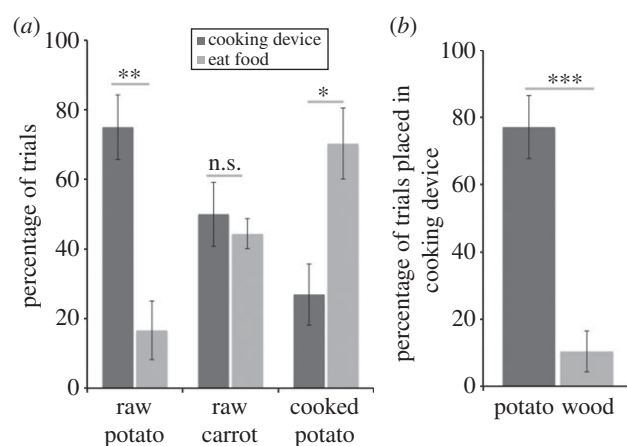 (a)
100
80
60
40
20
0
percentage of trials
cooking device
eat food
**
n.s.
*
raw potato
raw carrot
cooked potato
(b)
100
80
60
40
20
0
percentage of trials placed in
cooking device
***
potato wood